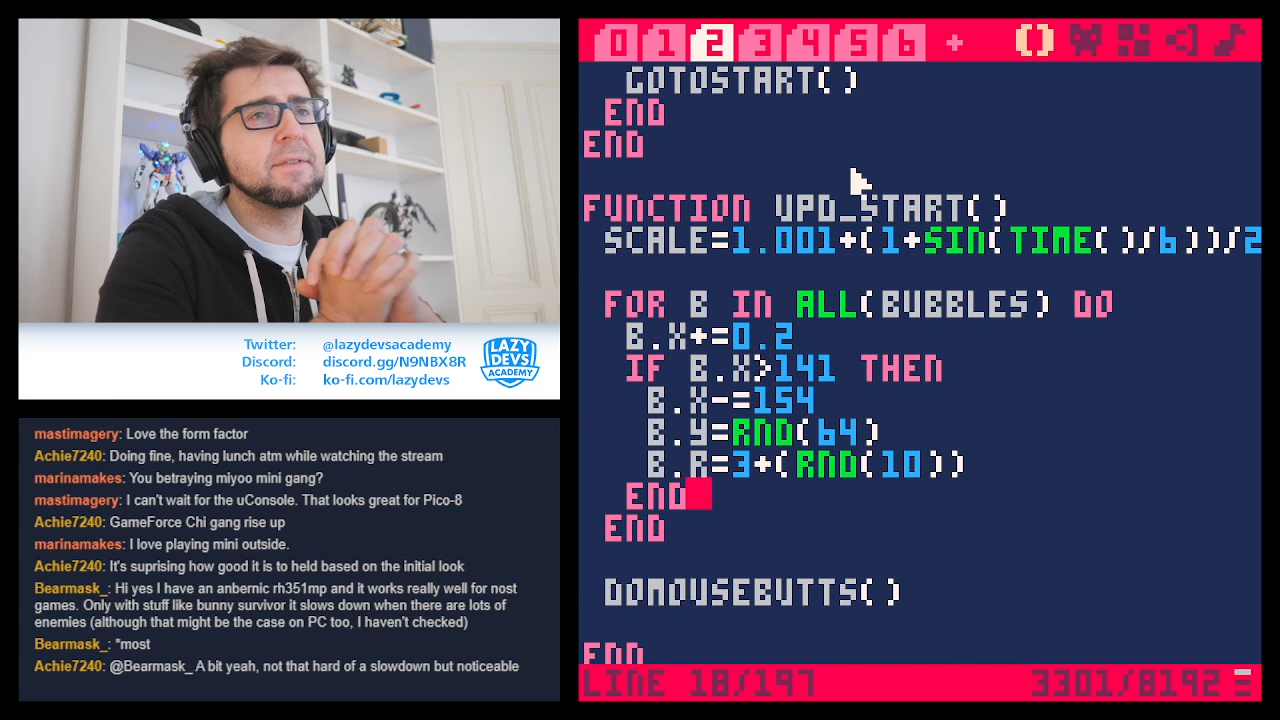 Twitter: @lazydevsacademy
Discord: discord.gg/N9NBX8R
Ko-fi: ko-fi.com/lazydevs
LAZY
DEVS
ACADEMY
mastimagery: Love the form factor
Achie7240: Doing fine, having lunch atm while watching the stream
marinamakes: You betraying miyoo mini gang?
mastimagery: I can't wait for the uConsole. That looks great for Pico-8
Achie7240: GameForce Chi gang rise up
marinamakes: I love playing mini outside.
Achie7240: It's suprising how good it is to held based on the initial look
Bearmask_: Hi yes I have an anbernic rh351mp and it works really well for nost
games. Only with stuff like bunny survivor it slows down when there are lots of
enemies (although that might be the case on PC too, I haven't checked)
Bearmask_: *most
Achie7240: @Bearmask_ A bit yeah, not that hard of a slowdown but noticeable
0 1 2 3 4 5 6 + ()
GOTOSTART()
END
END
FUNCTION UPD_START()
SCALE=1.001+(1+SIN(TIME()/6))/2
FOR B IN ALL(BUBBLES) DO
B.X+=0.2
IF B.X>141 THEN
B.X-=154
B.Y=RND(64)
B.R=3+(RND(10))
END
END
DOMOUSEBUTTS()
END
LINE 18/197 3301/8192